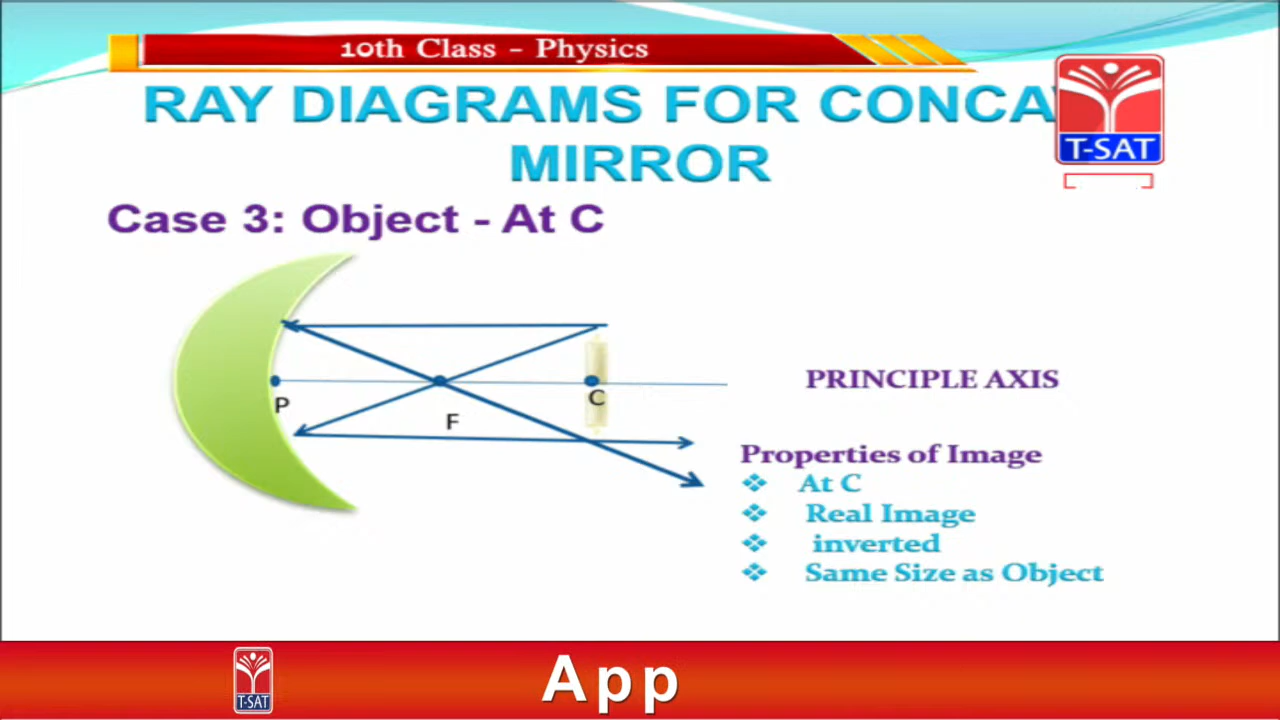 10th Class - Physics
RAY DIAGRAMS FOR
MIRROR
T-SAT
Case 3: Object - At C
P
F
C
PRINCIPLE AXIS
Properties of Image
At C
Real Image
inverted
Same Size as Object
T-SAT
App